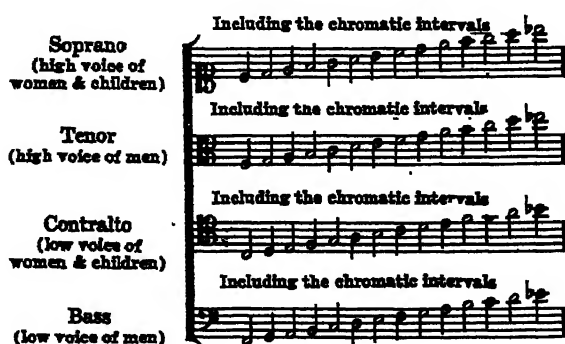 Including the chromatic intervals
Soprano
(high voice of
women & children)
Including the chromatic intervals
Tenor
(high voice of men)
Including the chromatic intervals
Contralto
(low voice of
women & children)
Including the chromatic intervals
Bass
(low voice of men)